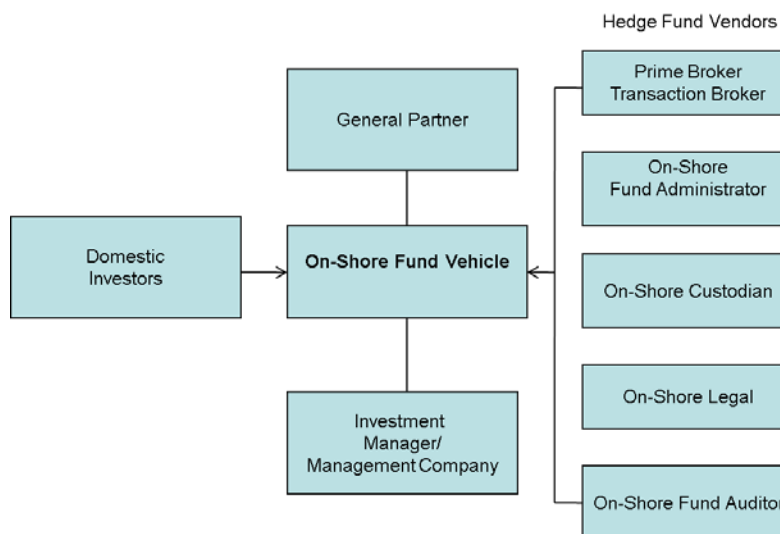 Hedge Fund Vendors
Prime Broker
Transaction Broker
General Partner
On-Shore
Fund Administrator
Domestic
Investors
On-Shore Fund Vehicle
On-Shore Custodian
On-Shore Legal
Investment
Manager/
Management Company
On-Shore Fund Auditor